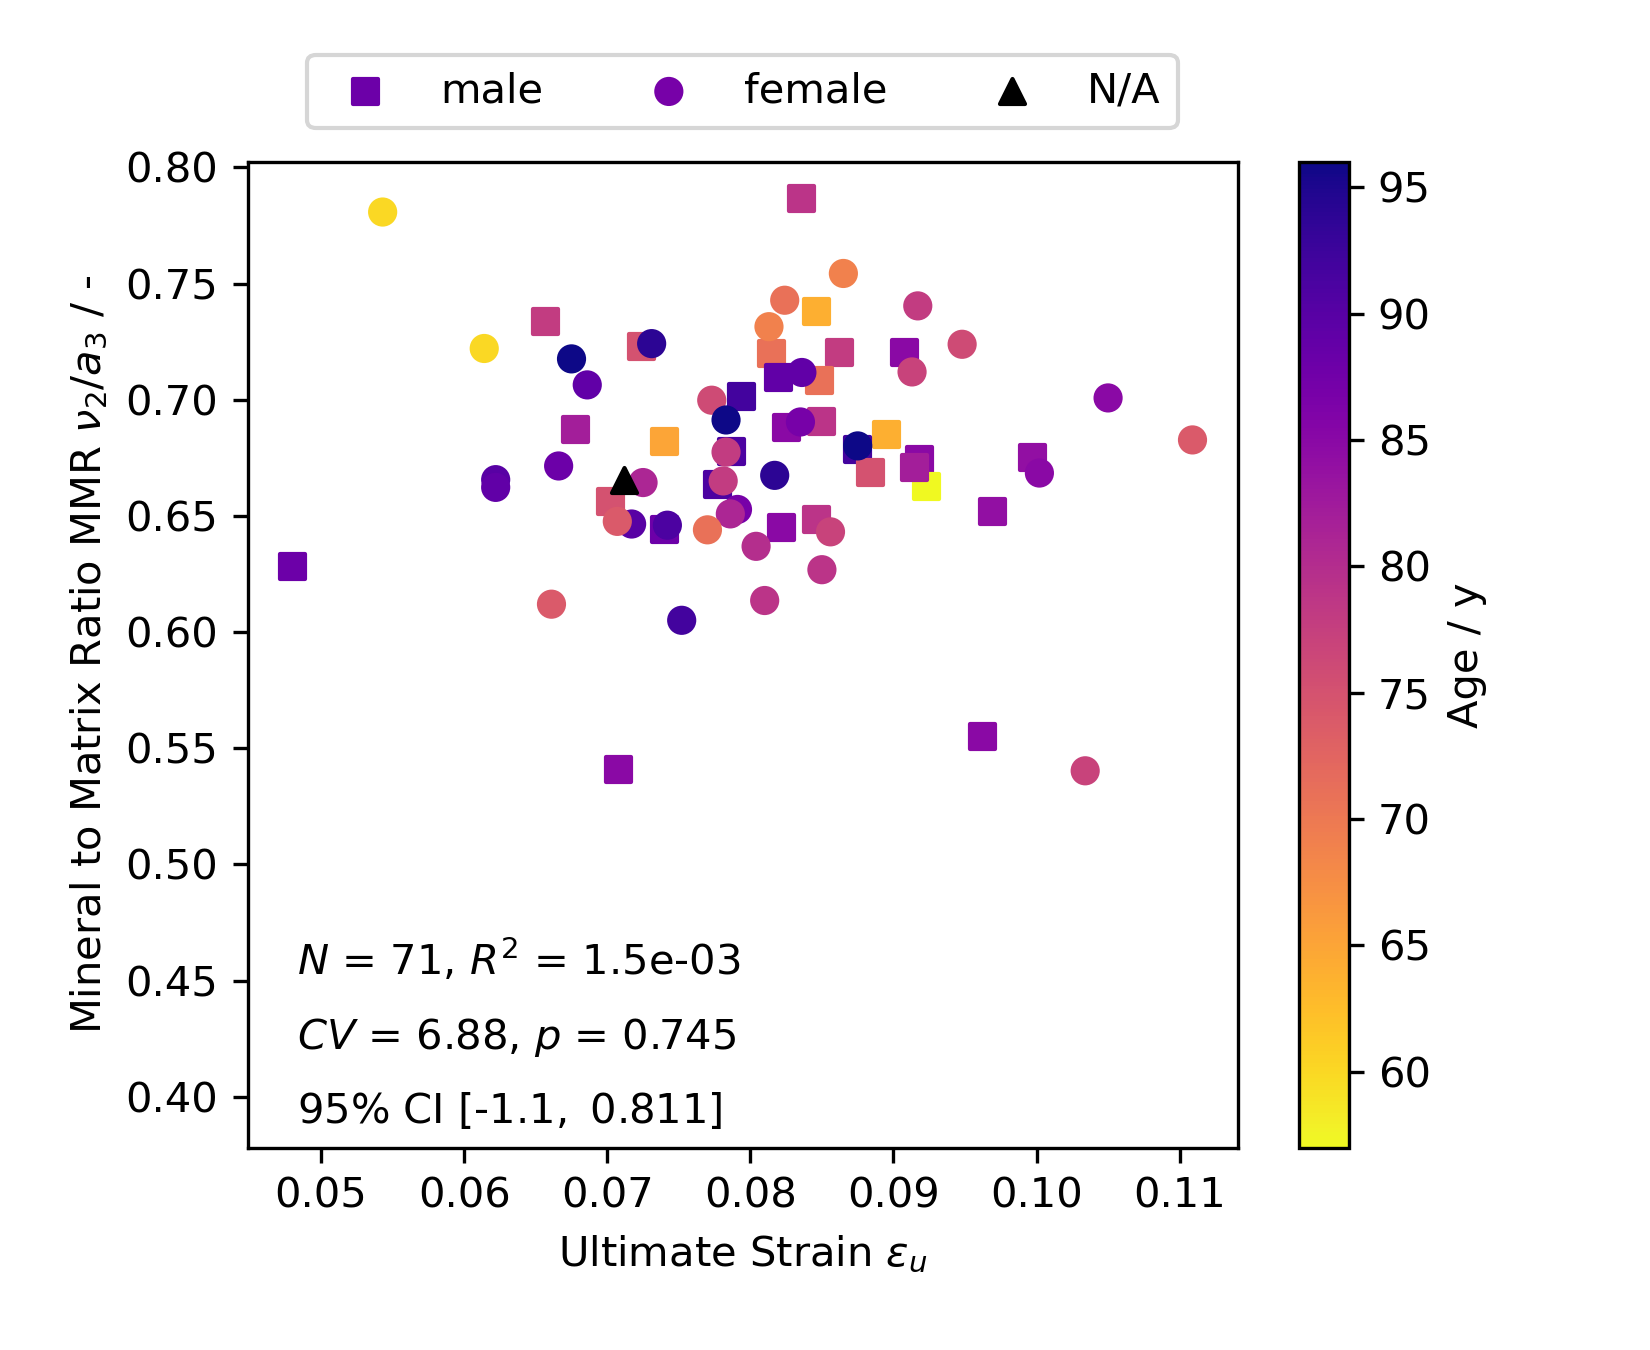 male female N/A
0.80
0.75
0.70
0.65
0.60
0.55
0.50
0.45
0.40
Mineral to Matrix Ratio MMR ν₂/a₃ / -
N = 71, R² = 1.5e-03
CV = 6.88, p = 0.745
95% CI [-1.1, 0.811]
0.05 0.06 0.07 0.08 0.09 0.10 0.11
Ultimate Strain εᵤ
95
90
85
80
75
70
65
60
Age / y